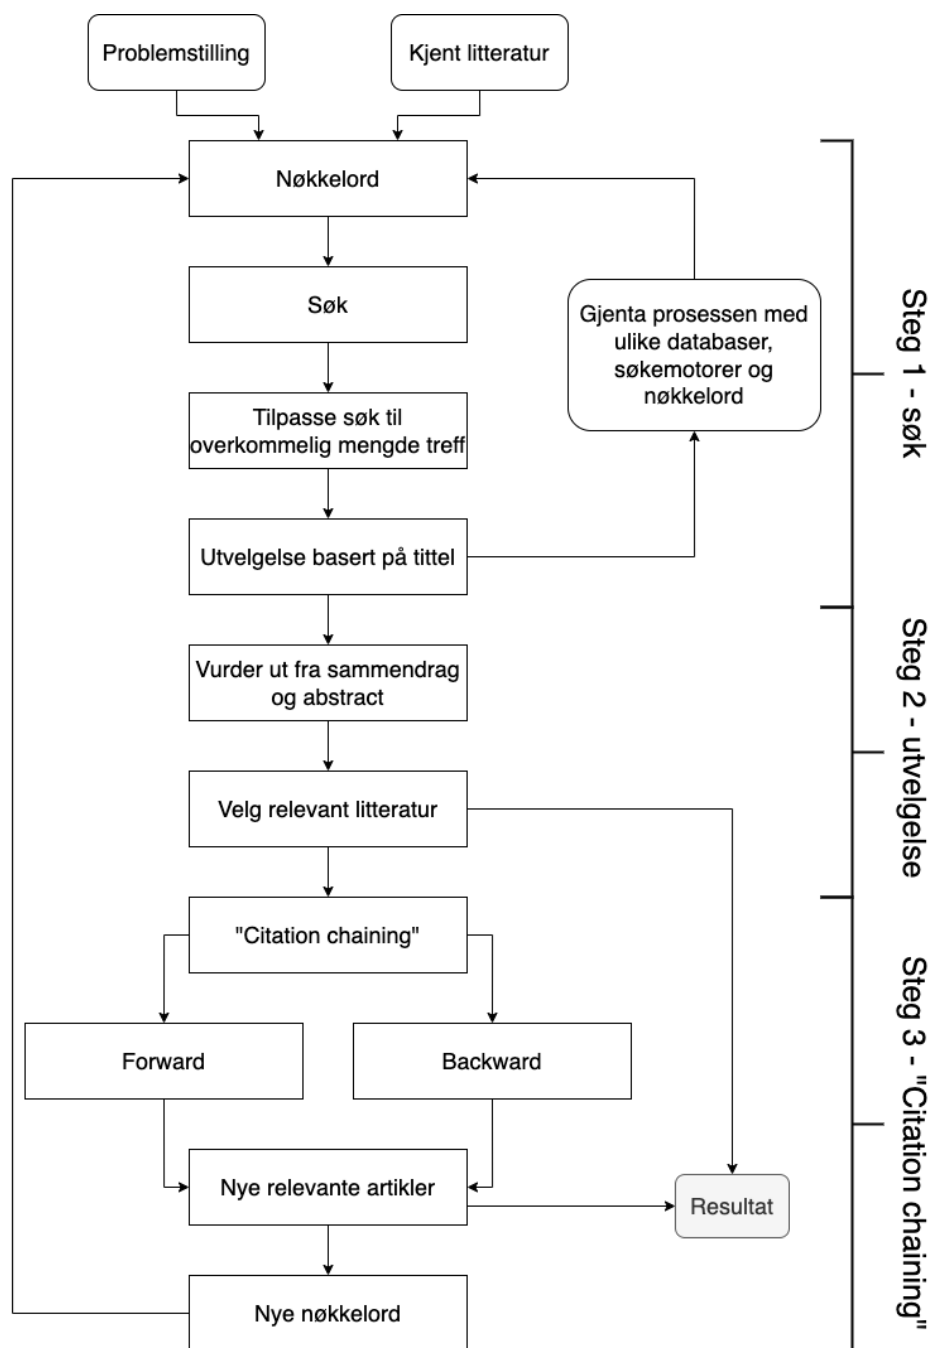 Problemstilling
Kjent litteratur
Nøkkelord
Søk
Gjenta prosessen med
ulike databaser,
søkemotorer og
nøkkelord
Tilpasse søk til
overkommelig mengde treff
Utvelgelse basert på tittel
Steg 1 - søk
Vurder ut fra sammendrag
og abstract
Velg relevant litteratur
Steg 2 - utvelgelse
"Citation chaining"
Forward
Backward
Nye relevante artikler
Resultat
Nye nøkkelord
Steg 3 - "Citation chaining"